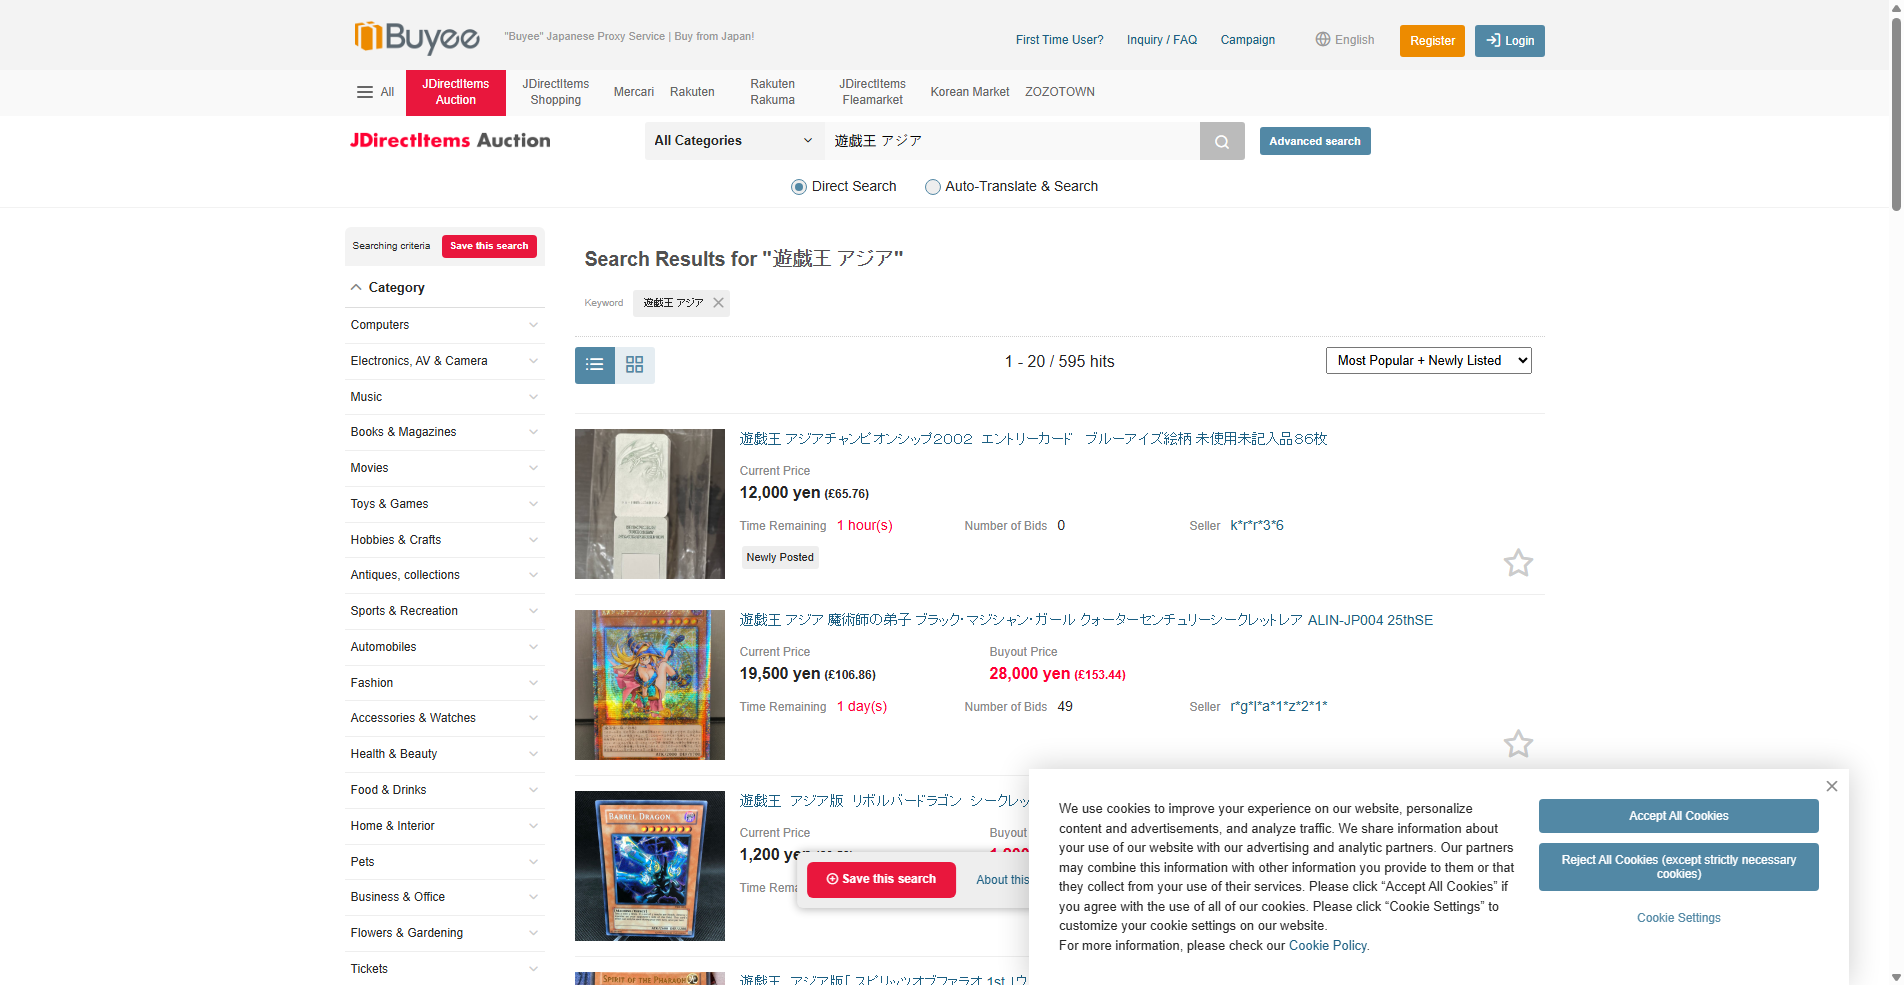 Buyee
"Buyee" Japanese Proxy Service | Buy from Japan!
First Time User?
Inquiry / FAQ
Campaign
English
Register
Login
All
JDirectItems Auction
JDirectItems Shopping
Mercari
Rakuten
Rakuten Rakuma
JDirectItems Fleamarket
Korean Market
ZOZOTOWN
JDirectItems Auction
All Categories
遊戯王 アジア
Advanced search
Direct Search
Auto-Translate & Search
Searching criteria
Save this search
Category
Computers
Electronics, AV & Camera
Music
Books & Magazines
Movies
Toys & Games
Hobbies & Crafts
Antiques, collections
Sports & Recreation
Automobiles
Fashion
Accessories & Watches
Health & Beauty
Food & Drinks
Home & Interior
Pets
Business & Office
Flowers & Gardening
Tickets
Search Results for "遊戯王 アジア"
Keyword
遊戯王 アジア
1 - 20 / 595 hits
Most Popular + Newly Listed
遊戯王 アジアチャンピオンシップ2002　エントリーカード　ブルーアイズ絵柄 未使用未記入品86枚
Current Price
12,000 yen (£65.76)
Time Remaining 1 hour(s)
Number of Bids 0
Seller k*r*r*3*6
Newly Posted
遊戯王 アジア 魔術師の弟子 ブラック・マジシャン・ガール クォーターセンチュリーシークレットレア ALIN-JP004 25thSE
Current Price
19,500 yen (£106.86)
Buyout Price
28,000 yen (£153.44)
Time Remaining 1 day(s)
Number of Bids 49
Seller r*g*l*a*1*z*2*1*
BARREL DRAGON
遊戯王　アジア版　リボルバードラゴン　シークレッ
Current Price
Buyout
1,200 ye
Time Rema
Save this search
About this
SPIRIT OF THE PHARAOH
遊戯王　アジア版「スピリッツオブファラオ 1st」ウ
We use cookies to improve your experience on our website, personalize
content and advertisements, and analyze traffic. We share information about
your use of our website with our advertising and analytic partners. Our partners
may combine this information with other information you provide to them or that
they collect from your use of their services. Please click “Accept All Cookies” if
you agree with the use of all of our cookies. Please click “Cookie Settings” to
customize your cookie settings on our website.
For more information, please check our Cookie Policy.
Accept All Cookies
Reject All Cookies (except strictly necessary
cookies)
Cookie Settings